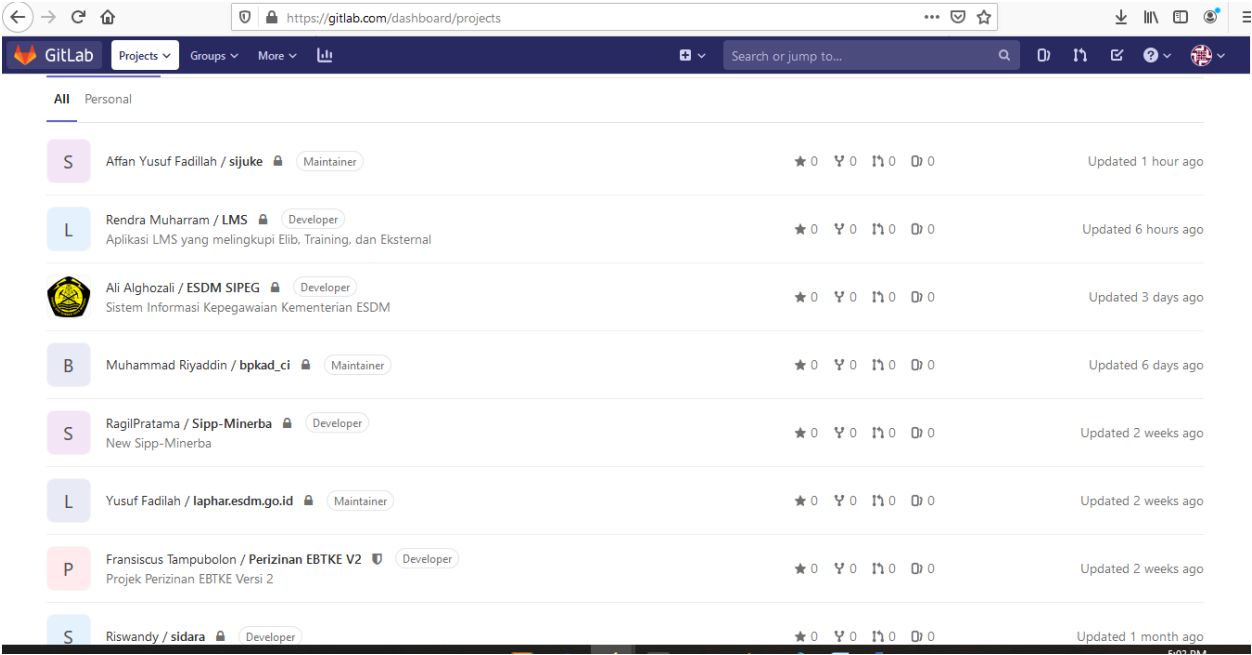 https://gitlab.com/dashboard/projects
GitLab Projects Groups More Search or jump to...
All Personal
S Affan Yusuf Fadillah / sijuke Maintainer 0 0 0 0 Updated 1 hour ago
L Rendra Muharram / LMS Developer 0 0 0 0 Updated 6 hours ago
Aplikasi LMS yang melingkupi Elib, Training, dan Eksternal
Ali Alghozali / ESDM SIPEG Developer 0 0 0 0 Updated 3 days ago
Sistem Informasi Kepegawaian Kementerian ESDM
B Muhammad Riyaddin / bpkad_ci Maintainer 0 0 0 0 Updated 6 days ago
S RagilPratama / Sipp-Minerba Developer 0 0 0 0 Updated 2 weeks ago
New Sipp-Minerba
L Yusuf Fadilah / laphar.esdm.go.id Maintainer 0 0 0 0 Updated 2 weeks ago
P Fransiscus Tampubolon / Perizinan EBTKE V2 Developer 0 0 0 0 Updated 2 weeks ago
Projek Perizinan EBTKE Versi 2
S Riswandy / sidara Developer 0 0 0 0 Updated 1 month ago
5:02 PM